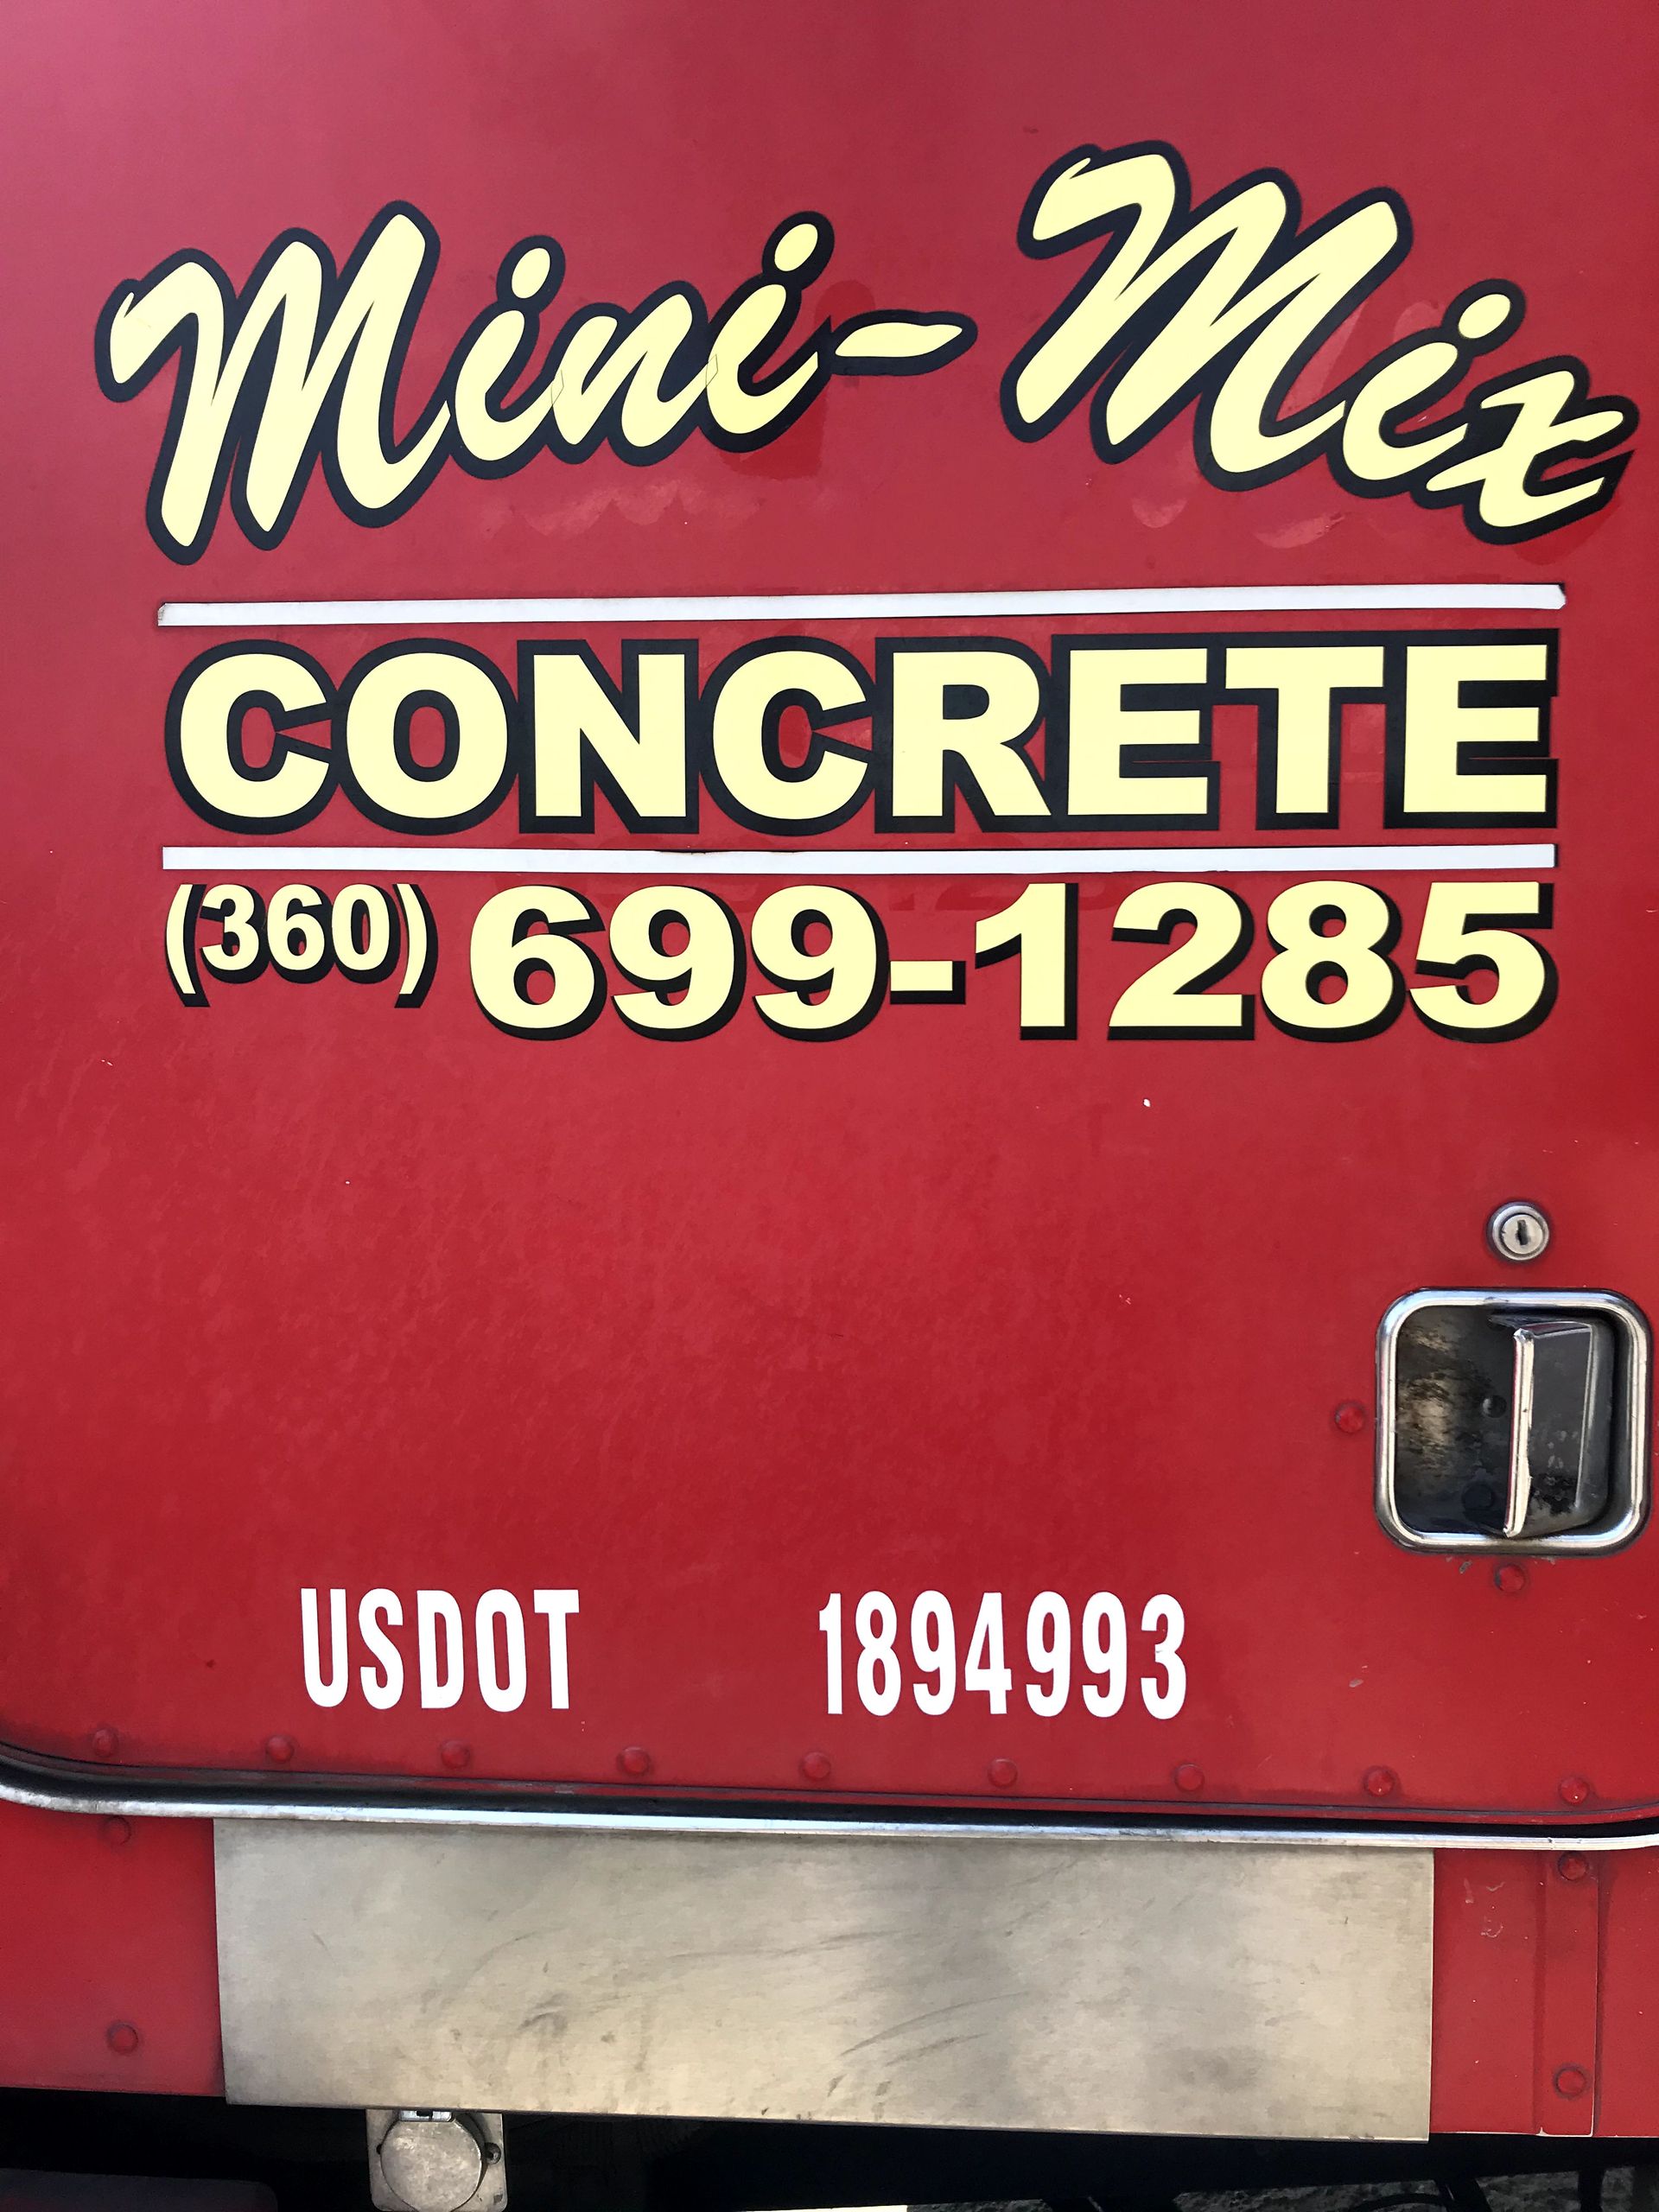 Mini-Mix
CONCRETE
(360) 699-1285
USDOT 1894993